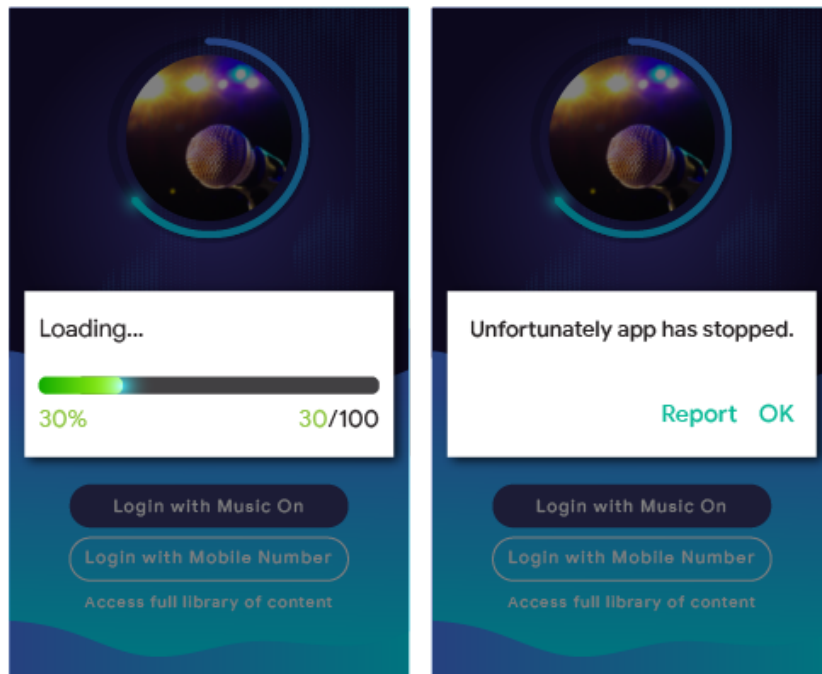 Loading...
30%
30/100
Login with Music On
Login with Mobile Number
Access full library of content
Unfortunately app has stopped.
Report OK
Login with Music On
Login with Mobile Number
Access full library of content